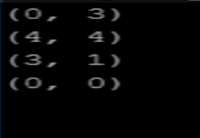 (0, 3)
(4, 4)
(3, 1)
(0, 0)